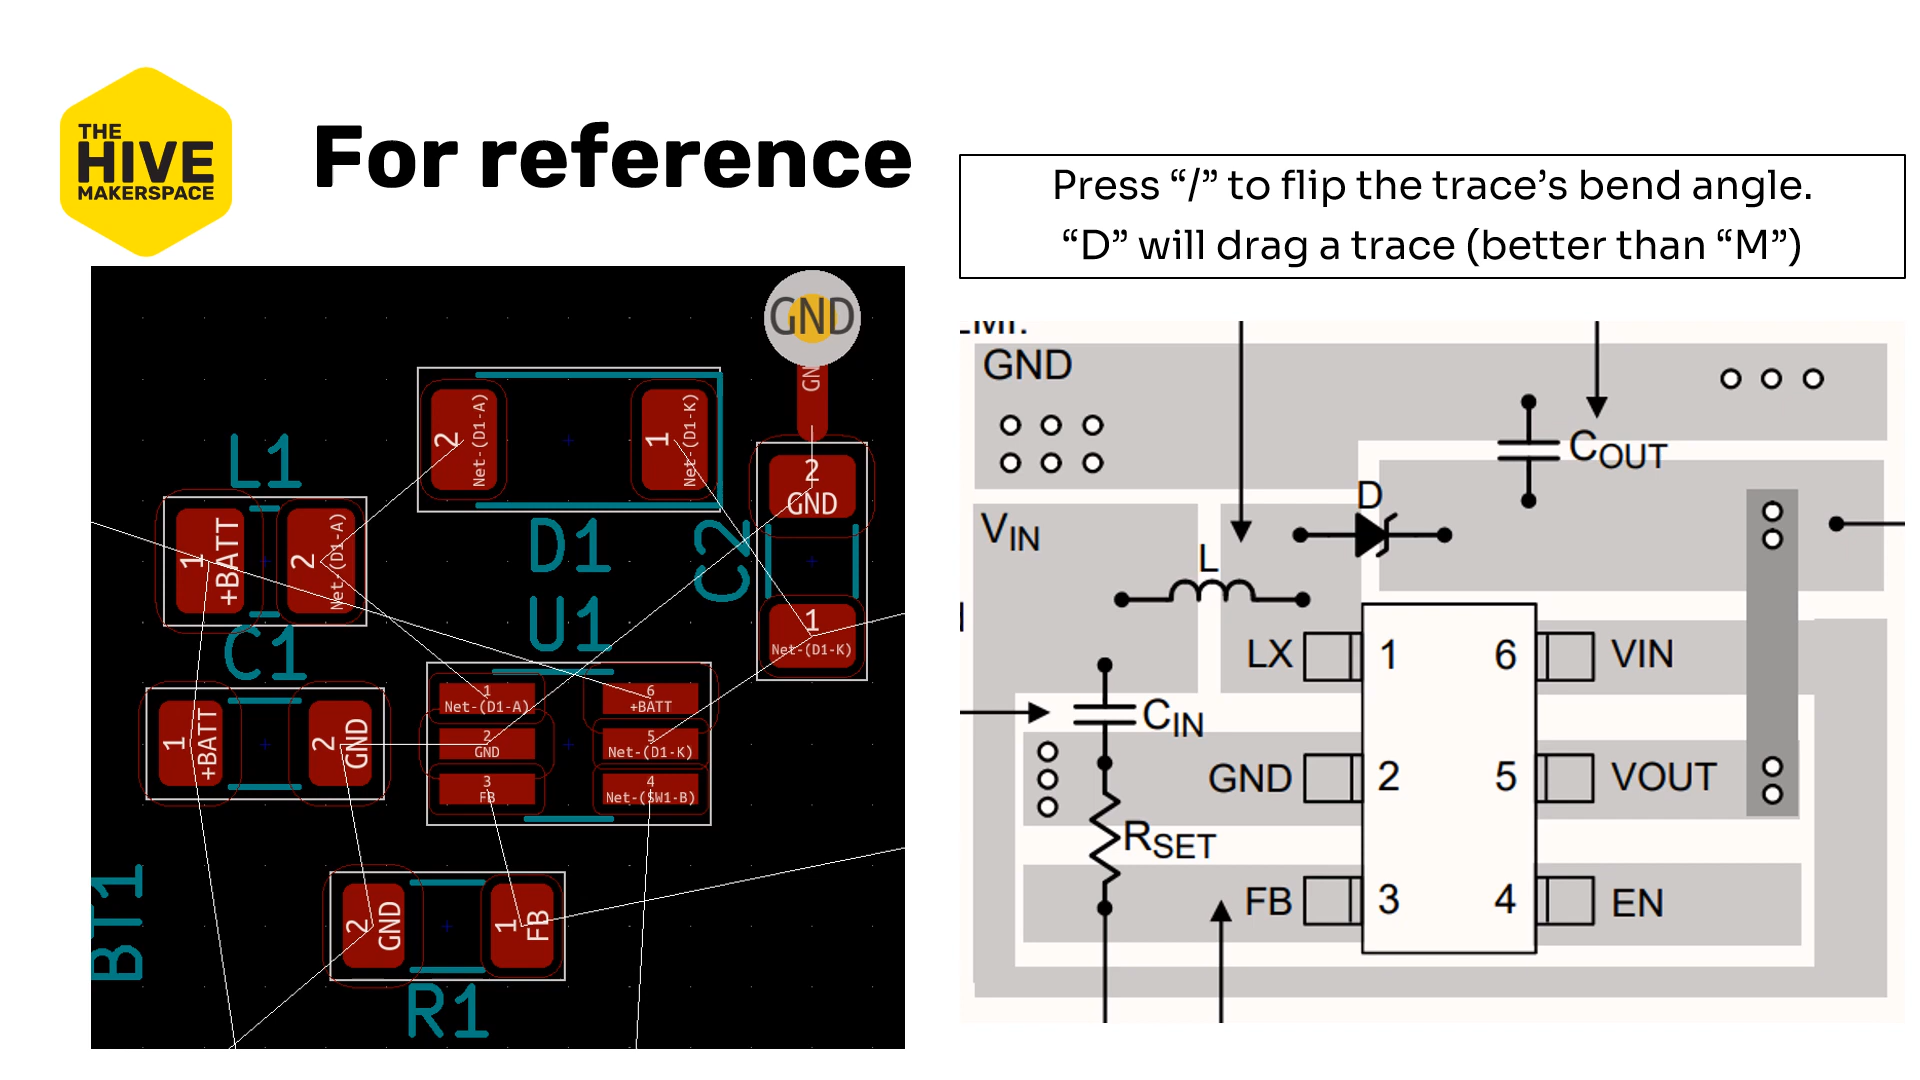 THE
HIVE
MAKERSPACE
For reference
Press “/” to flip the trace’s bend angle.
“D” will drag a trace (better than “M”)
GND
GN
2
Net-(D1-A)
1
Net-(D1-K)
2
GND
L1
1
+BATT
2
Net-(D1-A)
D1
C2
U1
1
Net-(D1-K)
C1
1
+BATT
2
GND
1
Net-(D1-A)
2
GND
3
FB
6
+BATT
5
Net-(D1-K)
4
Net-(SW1-B)
BT1
2
GND
1
FB
R1
GND
COUT
D
VIN
L
LX
1
6
VIN
CIN
GND
2
5
VOUT
RSET
FB
3
4
EN